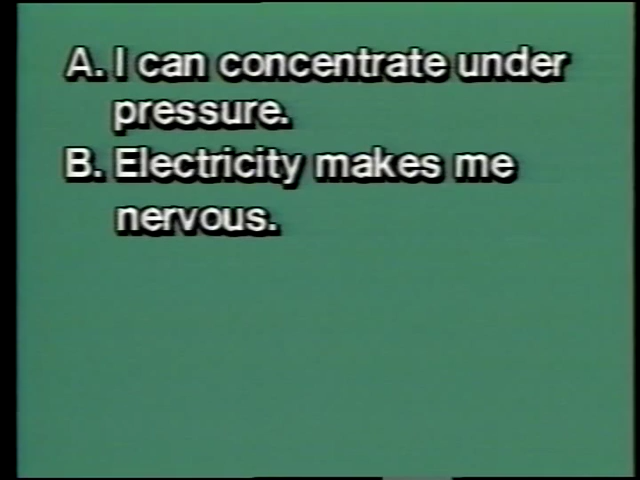 A. I can concentrate under
pressure.
B. Electricity makes me
nervous.